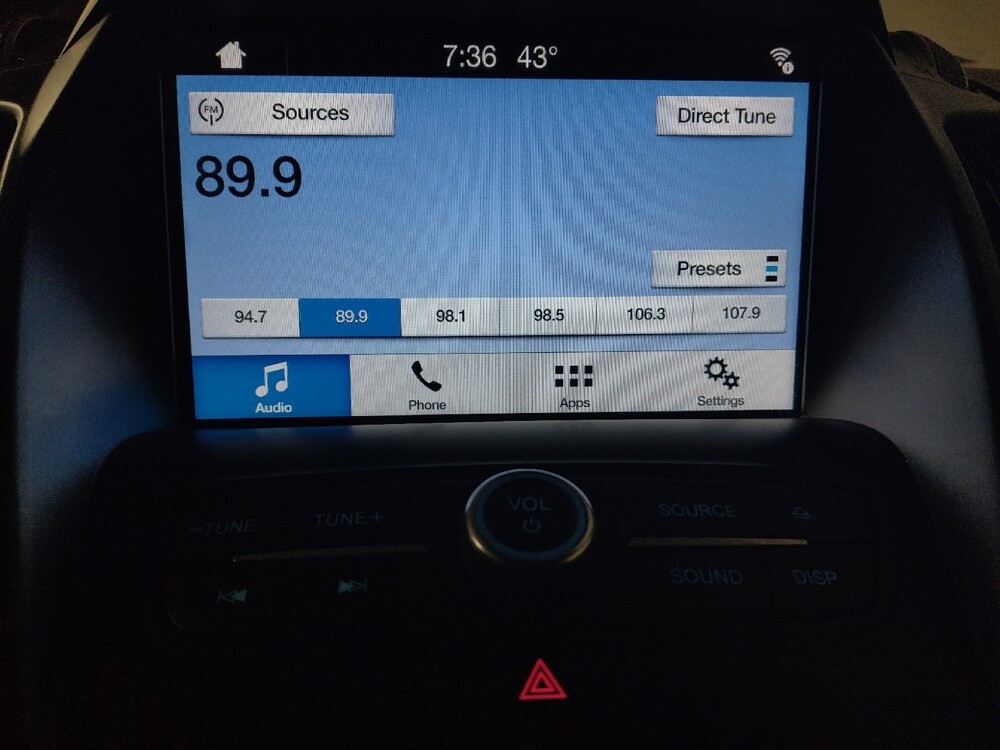 7:36 43°
FM Sources
Direct Tune
89.9
Presets
94.7 89.9 98.1 98.5 106.3 107.9
Audio Phone Apps Settings
VOL
-TUNE TUNE+ SOURCE
SOUND DISP